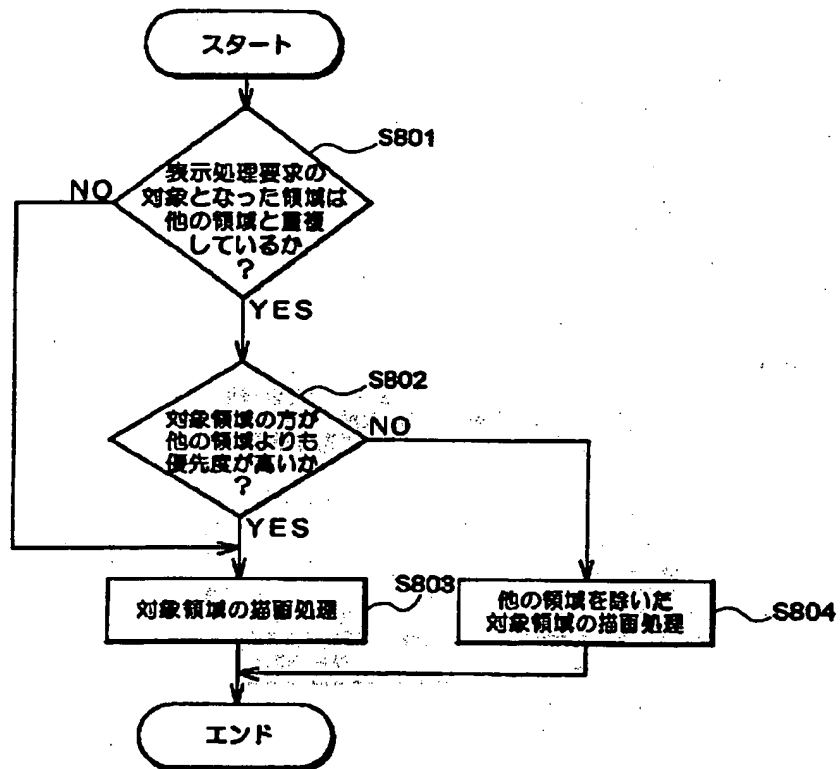 スタート
S801
表示処理要求の
対象となった領域は
他の領域と重複
しているか
?
NO
YES
S802
対象領域の方が
他の領域よりも
優先度が高いか
?
NO
YES
対象領域の描画処理
S803
他の領域を除いた
対象領域の描画処理
S804
エンド